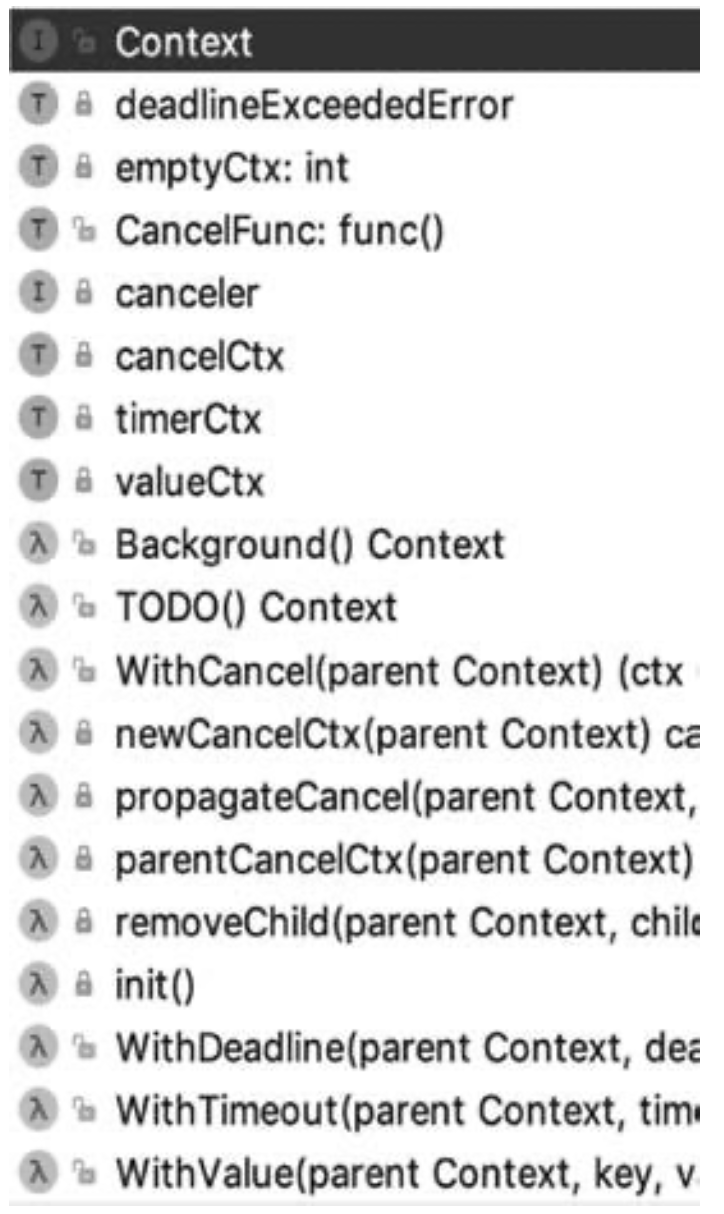 I Context
T deadlineExceededError
T emptyCtx: int
T CancelFunc: func()
I canceler
T cancelCtx
T timerCtx
T valueCtx
λ Background() Context
λ TODO() Context
λ WithCancel(parent Context) (ctx
λ newCancelCtx(parent Context) ca
λ propagateCancel(parent Context,
λ parentCancelCtx(parent Context)
λ removeChild(parent Context, chil
λ init()
λ WithDeadline(parent Context, dea
λ WithTimeout(parent Context, tim
λ WithValue(parent Context, key, v